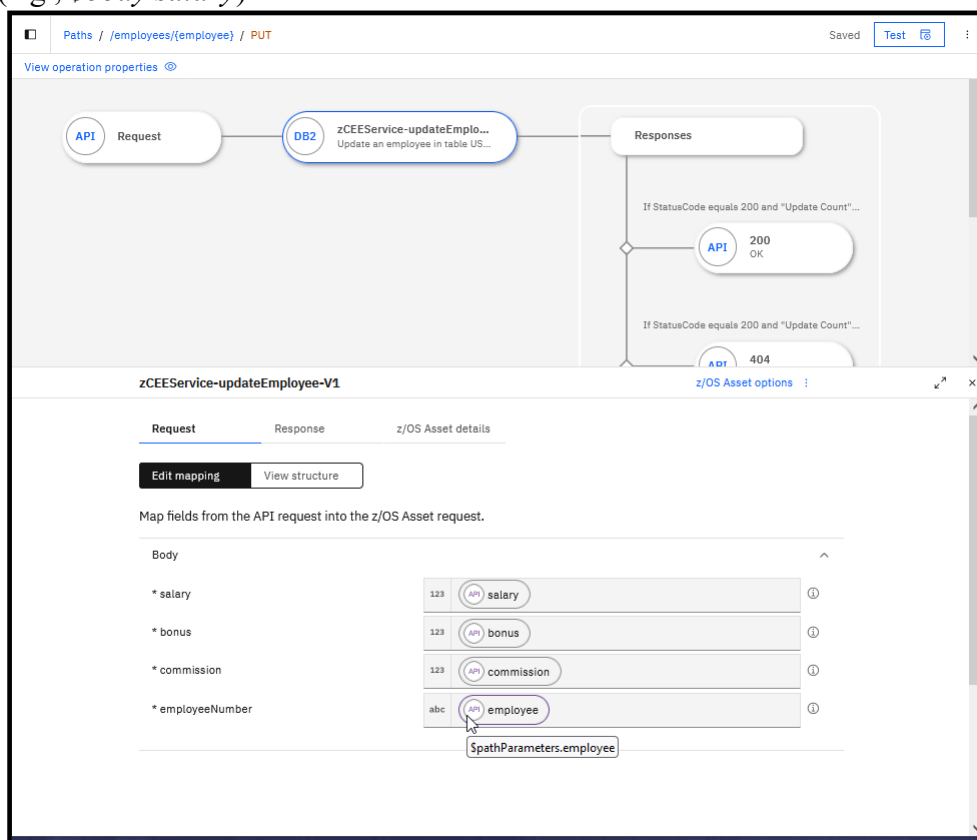 Paths / /employees/{employee} / PUT
Saved
Test
View operation properties
API Request
DB2 zCEEService-updateEmplo...
Update an employee in table US...
Responses
If StatusCode equals 200 and "Update Count"...
API 200
OK
If StatusCode equals 200 and "Update Count"...
API 404
zCEEService-updateEmployee-V1
z/OS Asset options
Request Response z/OS Asset details
Edit mapping View structure
Map fields from the API request into the z/OS Asset request.
Body
* salary 123 API salary
* bonus 123 API bonus
* commission 123 API commission
* employeeNumber abc API employee
$pathParameters.employee